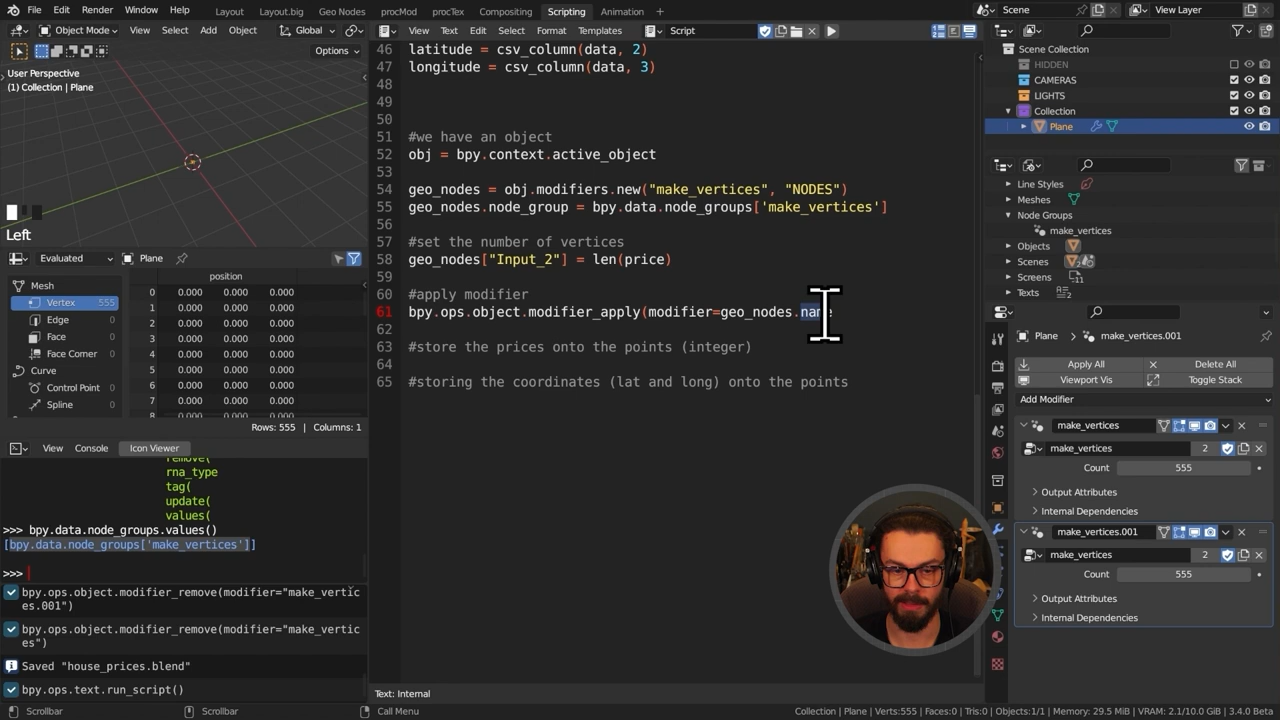 File Edit Render Window Help Layout Layout.big Geo Nodes procMod procTex Compositing Scripting Animation + Scene View Layer
Object Mode View Select Add Object Global
View Text Edit Select Format Templates Script
Options
User Perspective
(1) Collection | Plane
Left
Evaluated Plane
position
Mesh
Vertex 555
Edge
Face
Face Corner
Curve
Control Point
Spline
0 0.000 0.000 0.000
1 0.000 0.000 0.000
2 0.000 0.000 0.000
3 0.000 0.000 0.000
4 0.000 0.000 0.000
5 0.000 0.000 0.000
6 0.000 0.000 0.000
7 0.000 0.000 0.000
8 0.000 0.000 0.000
Rows: 555 | Columns: 1
View Console Icon Viewer
remove(
rna_type
tag(
update(
values(
>>> bpy.data.node_groups.values()
[bpy.data.node_groups['make_vertices']]
>>>
bpy.ops.object.modifier_remove(modifier="make_vertic
es.001")
bpy.ops.object.modifier_remove(modifier="make_vertic
es")
Saved "house_prices.blend"
bpy.ops.text.run_script()
46 latitude = csv_column(data, 2)
47 longitude = csv_column(data, 3)
48
49
50
51 #we have an object
52 obj = bpy.context.active_object
53
54 geo_nodes = obj.modifiers.new("make_vertices", "NODES")
55 geo_nodes.node_group = bpy.data.node_groups['make_vertices']
56
57 #set the number of vertices
58 geo_nodes["Input_2"] = len(price)
59
60 #apply modifier
61 bpy.ops.object.modifier_apply(modifier=geo_nodes.name
62
63 #store the prices onto the points (integer)
64
65 #storing the coordinates (lat and long) onto the points
Text: Internal
Scene Collection
HIDDEN
CAMERAS
LIGHTS
Collection
Plane
Line Styles
Meshes
Node Groups
make_vertices
Objects
Scenes
Screens 11
Texts 2
Plane make_vertices.001
Apply All Delete All
Viewport Vis Toggle Stack
Add Modifier
make_vertices
make_vertices 2
Count 555
Output Attributes
Internal Dependencies
make_vertices.001
make_vertices 2
Count 555
Output Attributes
Internal Dependencies
Scrollbar Scrollbar Call Menu Collection | Plane | Verts:555 | Faces:0 | Tris:0 | Objects:1/1 | Memory: 29.5 MiB | VRAM: 2.1/10.0 GiB | 3.4.0 Beta